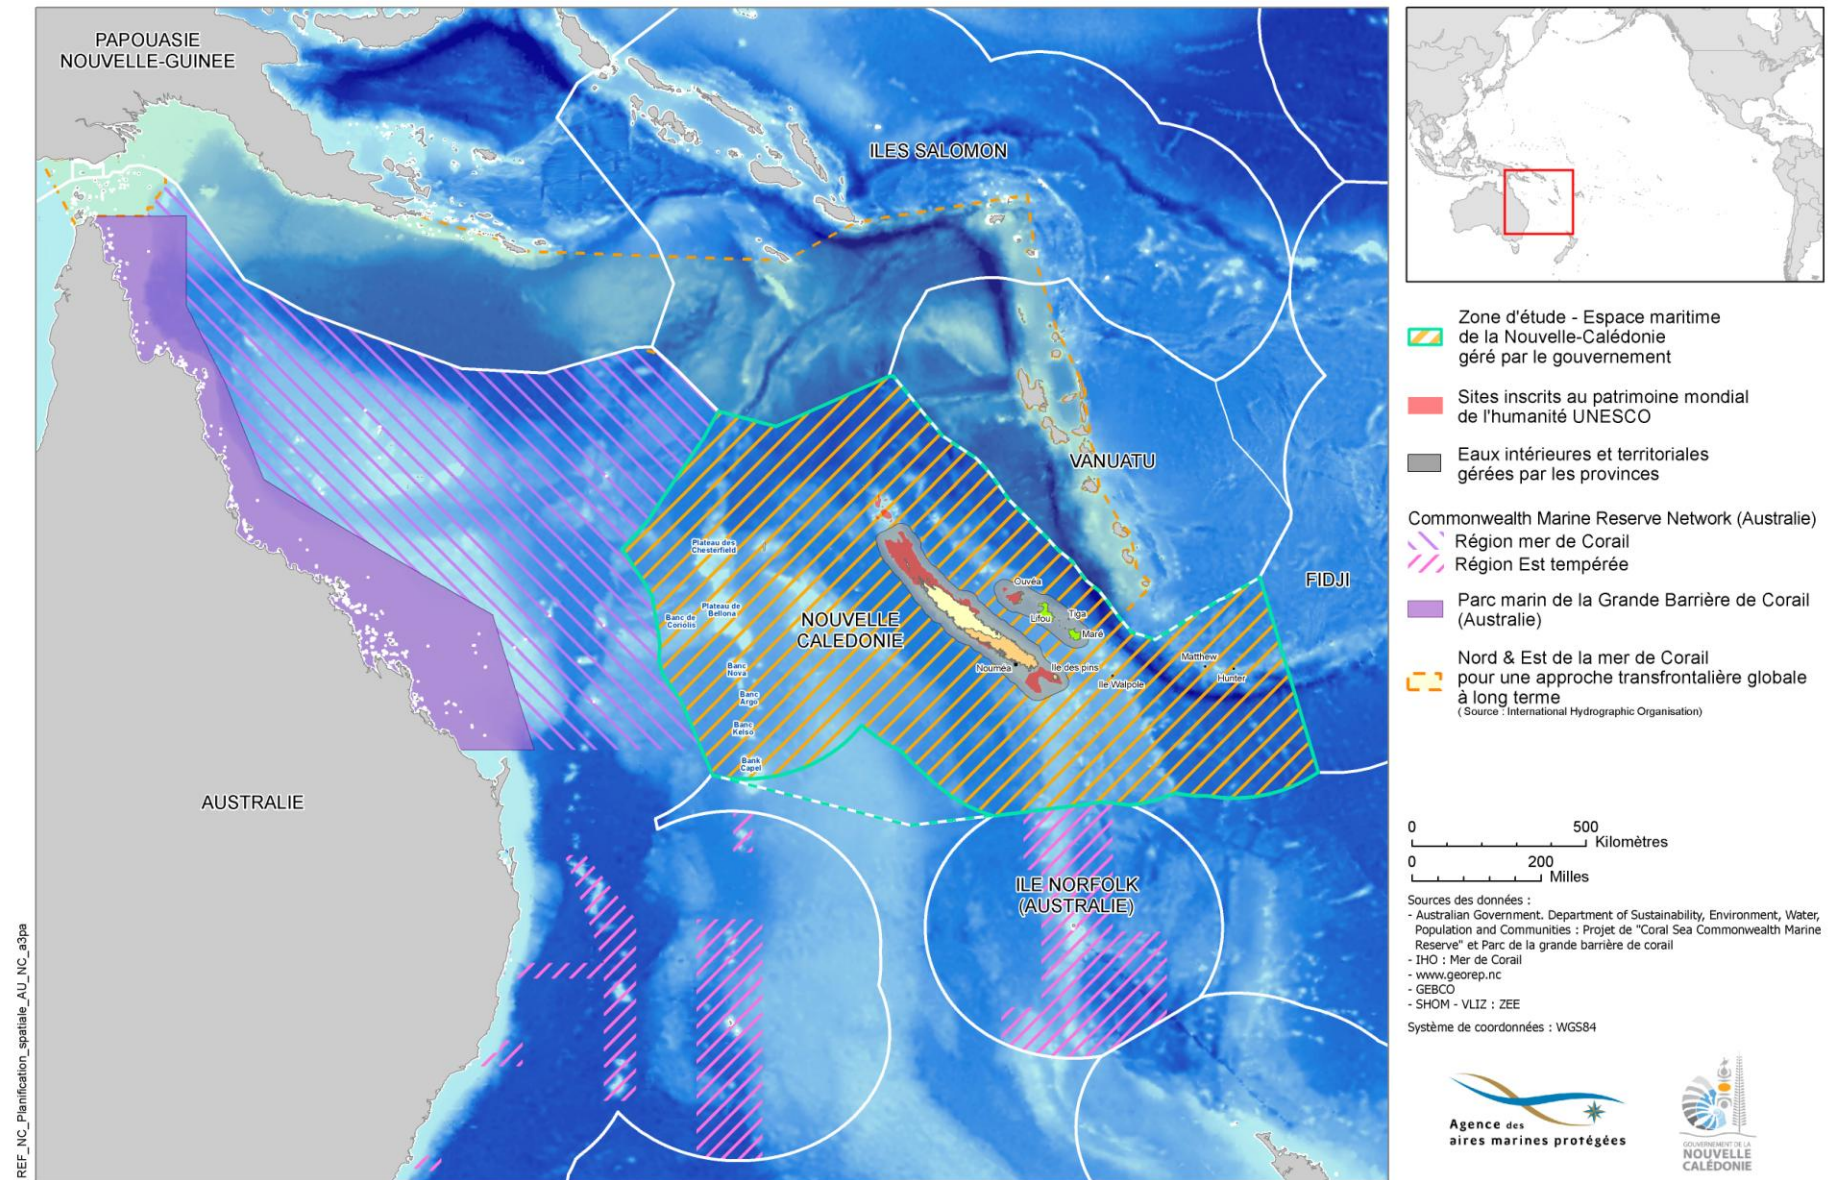 PAPOUASIE
NOUVELLE-GUINEE
ILES SALOMON
VANUATU
FIDJI
Plateau des
Chesterfield
Plateau de
Bellona
Banc de
Coriolis
NOUVELLE
CALEDONIE
Ouvéa
Lifou
Tiga
Maré
Nouméa
Ile des pins
Ile Walpole
Matthew
Hunter
Banc
Nova
Banc
Argo
Banc
Kelso
Bank
Capel
AUSTRALIE
ILE NORFOLK
(AUSTRALIE)
REF_NC_Planification_spatiale_AU_NC_a3pa
Zone d'étude - Espace maritime
de la Nouvelle-Calédonie
géré par le gouvernement
Sites inscrits au patrimoine mondial
de l'humanité UNESCO
Eaux intérieures et territoriales
gérées par les provinces
Commonwealth Marine Reserve Network (Australie)
Région mer de Corail
Région Est tempérée
Parc marin de la Grande Barrière de Corail
(Australie)
Nord & Est de la mer de Corail
pour une approche transfrontalière globale
à long terme
( Source : International Hydrographic Organisation)
0 500
Kilomètres
0 200
Milles
Sources des données :
- Australian Government. Department of Sustainability, Environment, Water,
Population and Communities : Projet de "Coral Sea Commonwealth Marine
Reserve" et Parc de la grande barrière de corail
- IHO : Mer de Corail
- www.georep.nc
- GEBCO
- SHOM - VLIZ : ZEE
Système de coordonnées : WGS84
Agence des
aires marines protégées
GOUVERNEMENT DE LA
NOUVELLE
CALÉDONIE